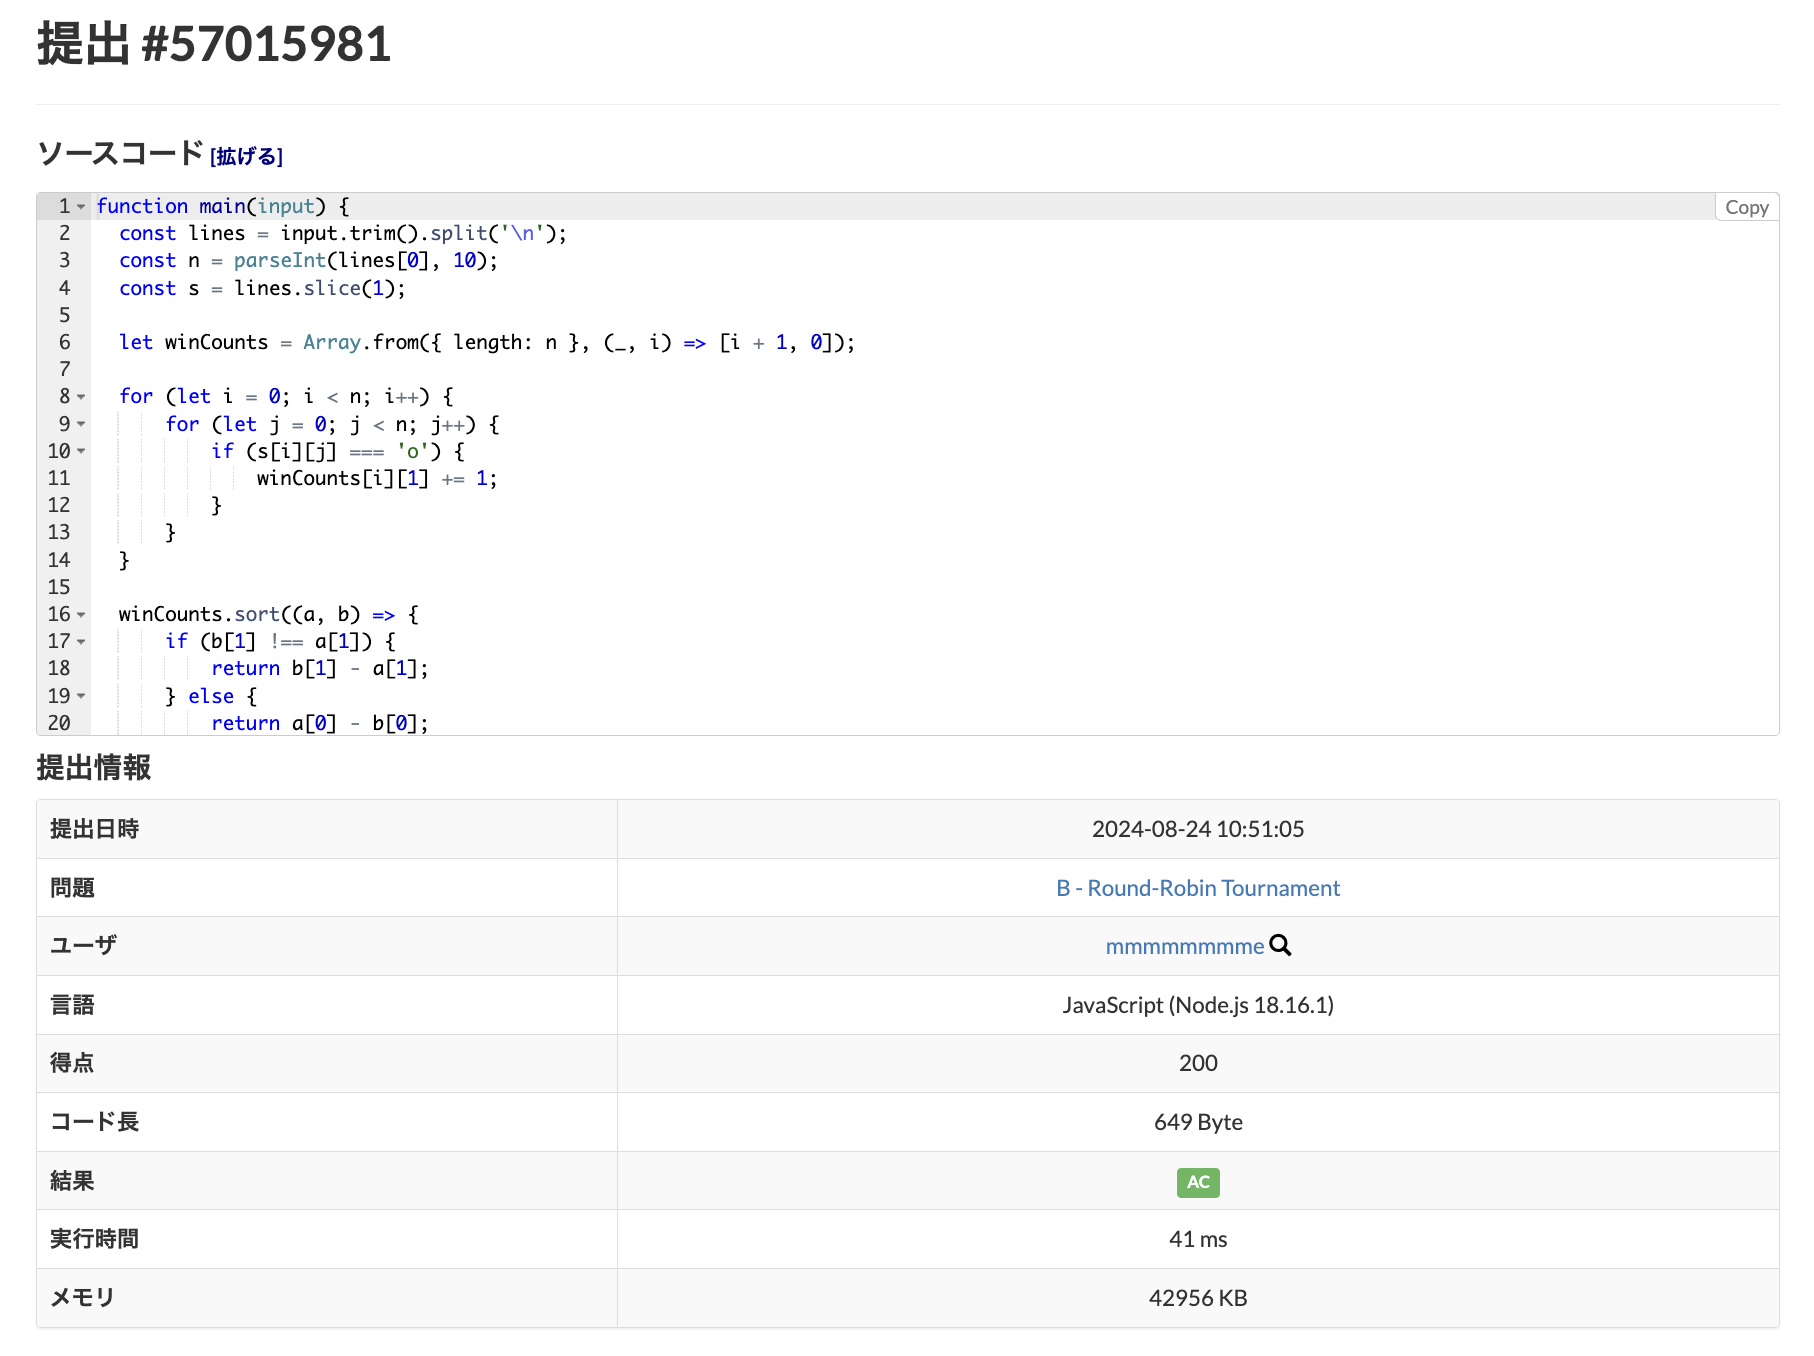 提出 #57015981
ソースコード [拡げる]
Copy
1 function main(input) {
2 const lines = input.trim().split('\n');
3 const n = parseInt(lines[0], 10);
4 const s = lines.slice(1);
5
6 let winCounts = Array.from({ length: n }, (_, i) => [i + 1, 0]);
7
8 for (let i = 0; i < n; i++) {
9 for (let j = 0; j < n; j++) {
10 if (s[i][j] === 'o') {
11 winCounts[i][1] += 1;
12 }
13 }
14 }
15
16 winCounts.sort((a, b) => {
17 if (b[1] !== a[1]) {
18 return b[1] - a[1];
19 } else {
20 return a[0] - b[0];
提出情報
提出日時 2024-08-24 10:51:05
問題 B - Round-Robin Tournament
ユーザ mmmmmmmme
言語 JavaScript (Node.js 18.16.1)
得点 200
コード長 649 Byte
結果 AC
実行時間 41 ms
メモリ 42956 KB